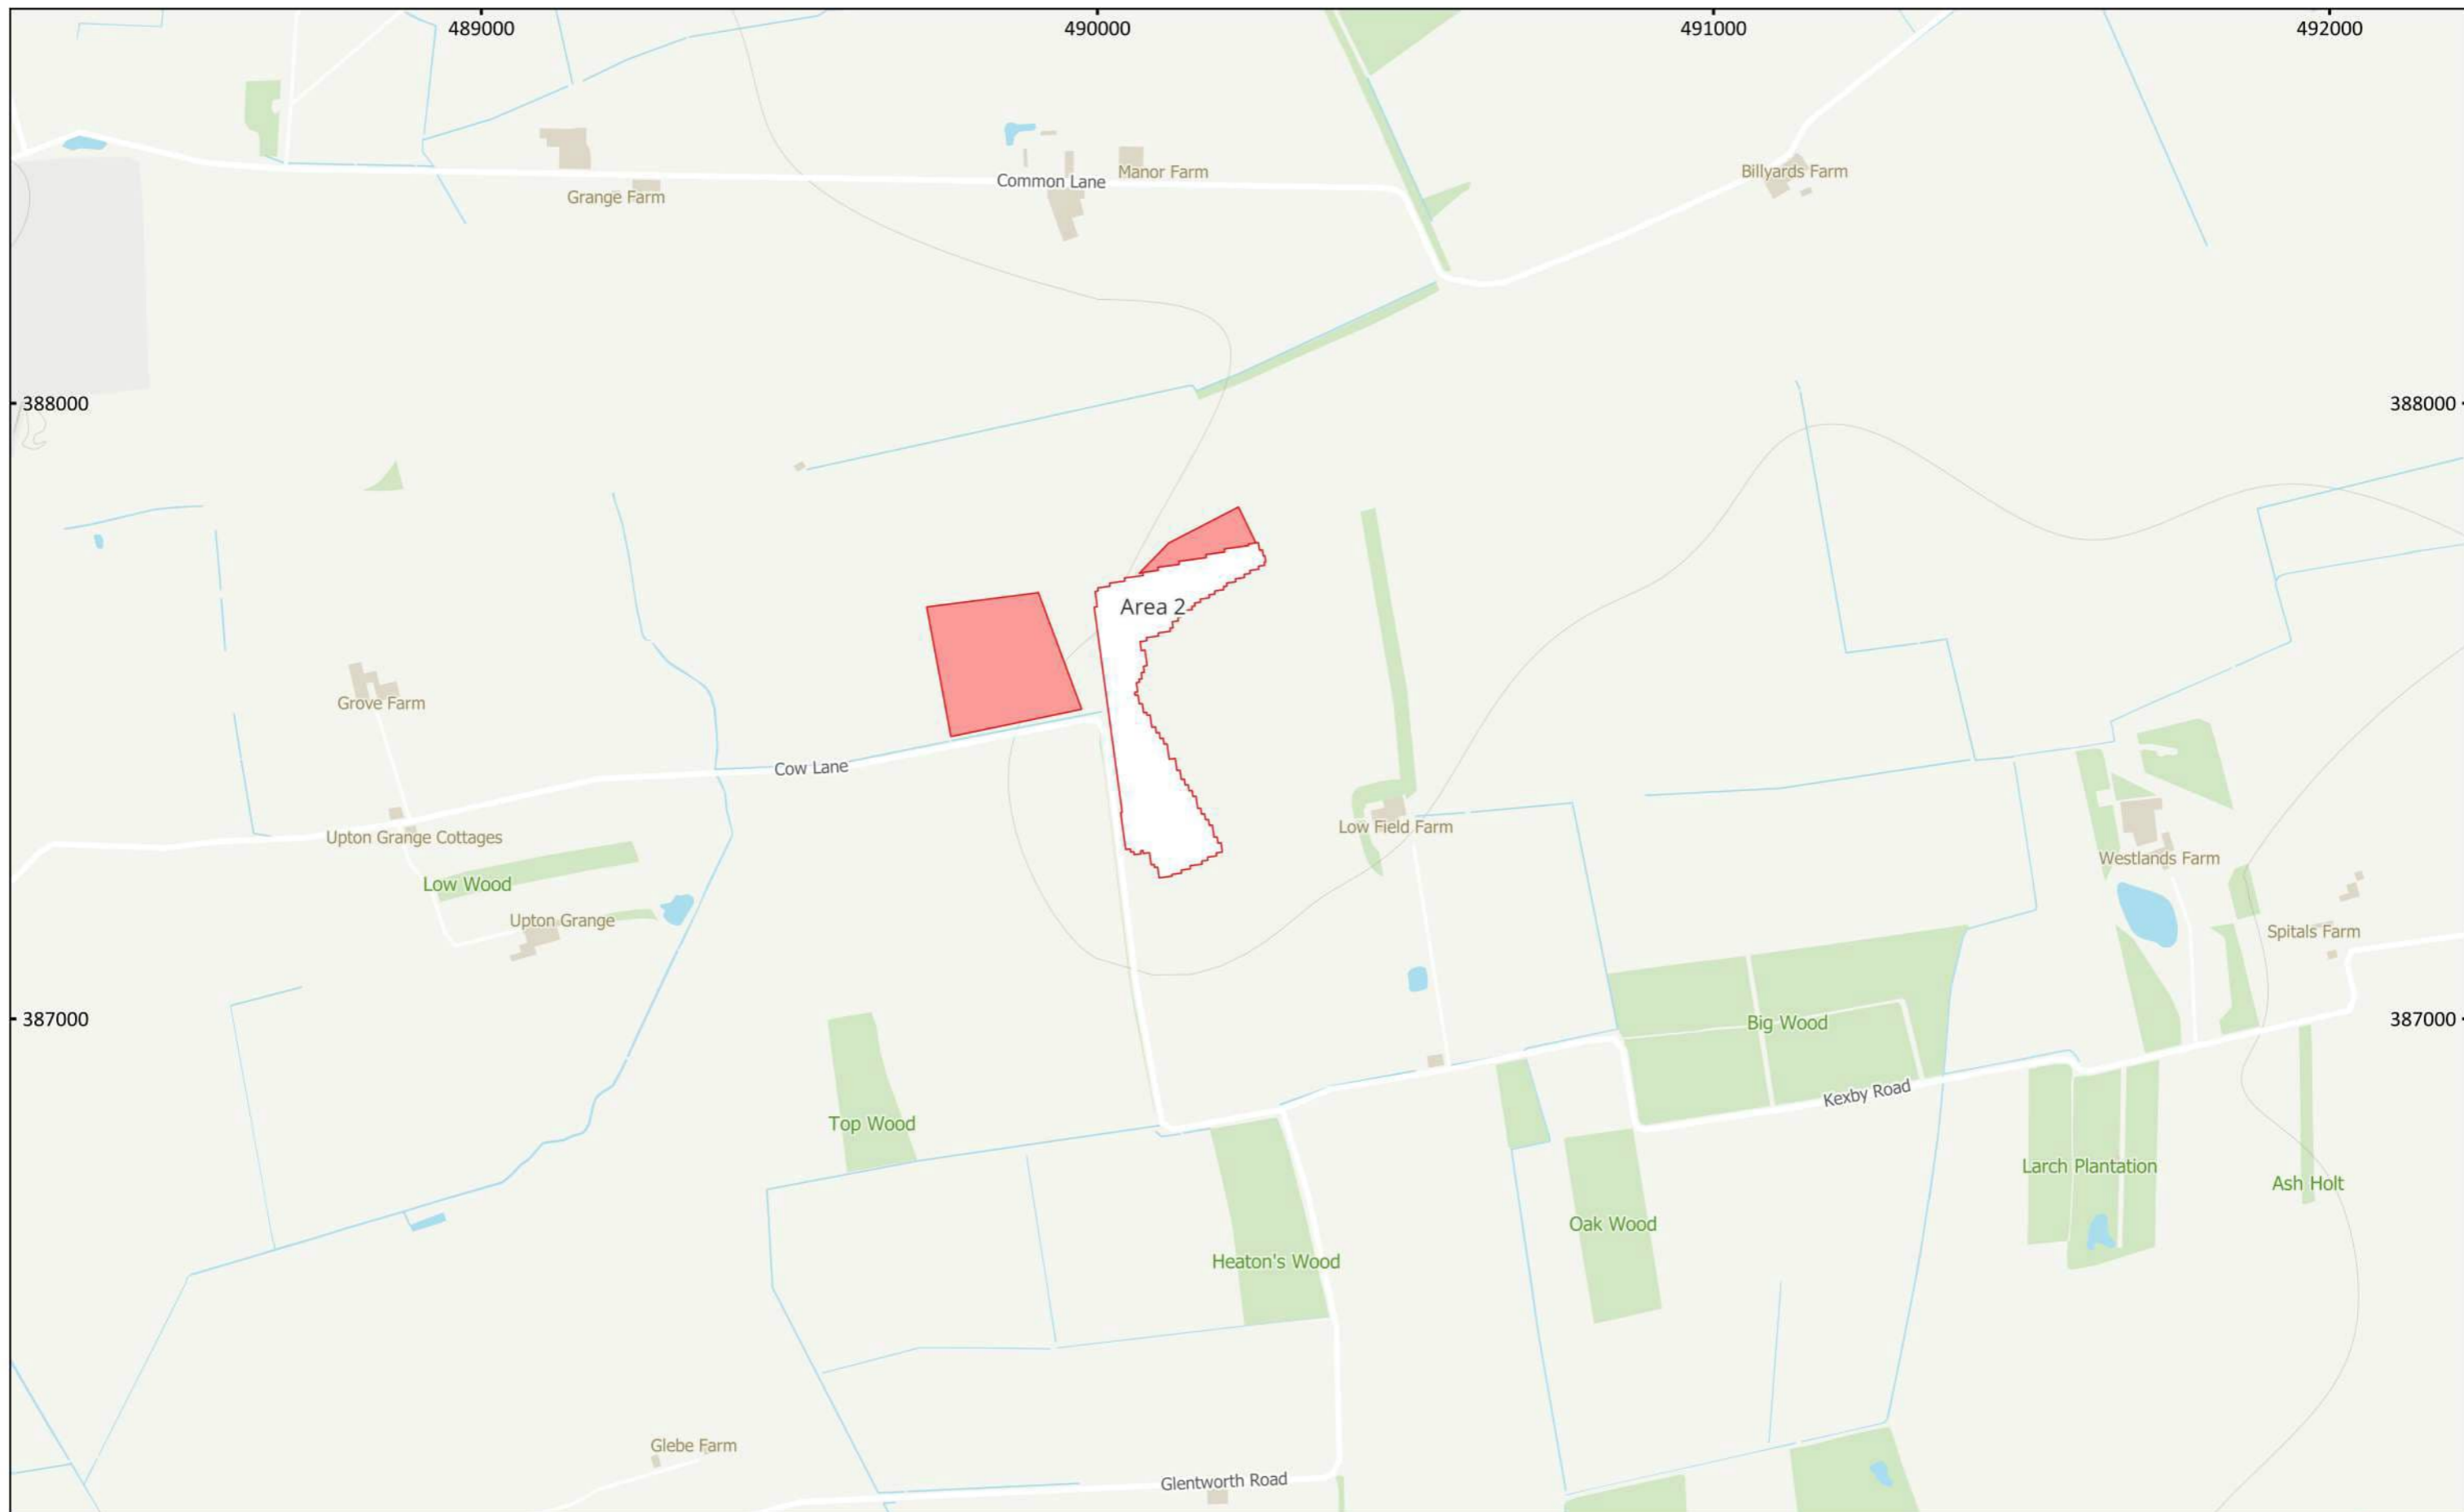 489000
490000
491000
492000
Common Lane
Manor Farm
Billyards Farm
Grange Farm
388000
388000
Area 2
Grove Farm
Cow Lane
Low Field Farm
Upton Grange Cottages
Westlands Farm
Low Wood
Upton Grange
Spitals Farm
387000
387000
Big Wood
Kexby Road
Top Wood
Larch Plantation
Ash Holt
Oak Wood
Heaton's Wood
Glebe Farm
Glentworth Road